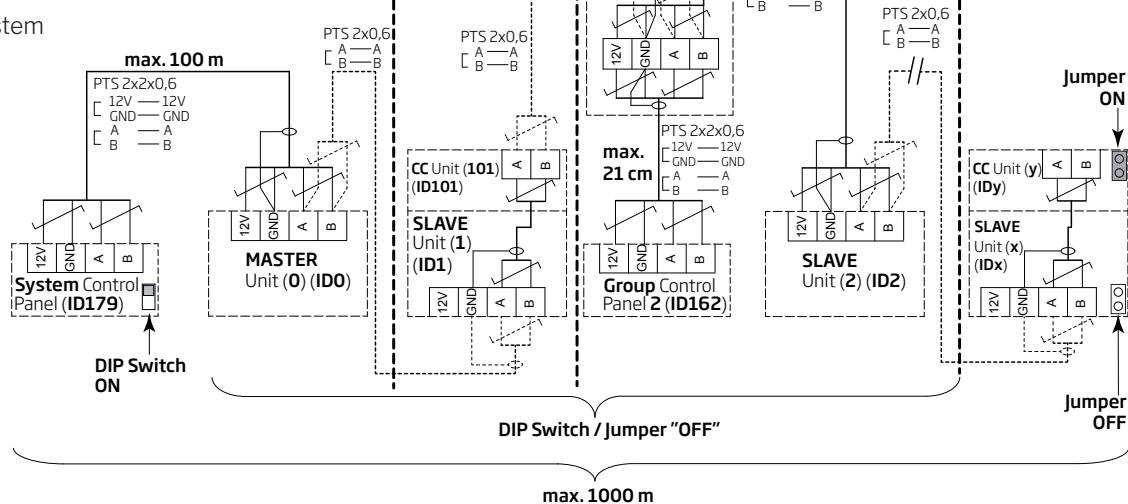 stem
max. 100 m
PTS 2x2x0,6
12V — 12V
GND — GND
A — A
B — B
PTS 2x0,6
A — A
B — B
PTS 2x0,6
A — A
B — B
B — B
PTS 2x0,6
A — A
B — B
12V GND A B
max.
21 cm
PTS 2x2x0,6
12V — 12V
GND — GND
A — A
B — B
Jumper
ON
12V GND A B
System Control
Panel (ID179)
DIP Switch
ON
12V GND A B
MASTER
Unit (0) (ID0)
CC Unit (101)
(ID101)
A B
SLAVE
Unit (1)
(ID1)
12V GND A B
12V GND A B
Group Control
Panel 2 (ID162)
12V GND A B
SLAVE
Unit (2) (ID2)
CC Unit (y)
(IDy)
A B
SLAVE
Unit (x)
(IDx)
12V GND A B
Jumper
OFF
DIP Switch / Jumper "OFF"
max. 1000 m